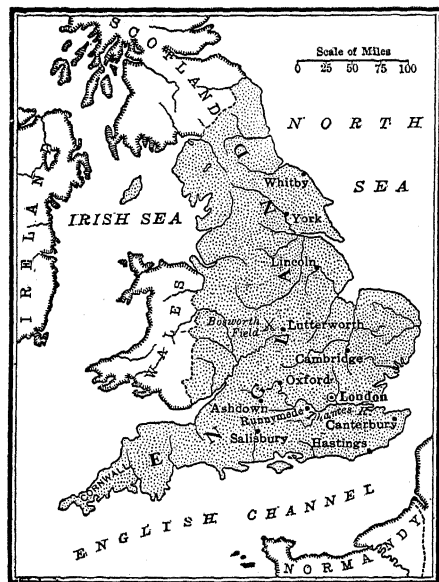 SCOTLAND
Scale of Miles
0 25 50 75 100
NORTH
SEA
IRELAND
IRISH SEA
ENGLAND
Whitby
York
Lincoln
WALES
Bosworth
Field
Lutterworth
Cambridge
Oxford
London
Ashdown
Runnymede
Thames R.
Canterbury
Salisbury
Hastings
CORNWALL
ENGLISH CHANNEL
NORMANDY